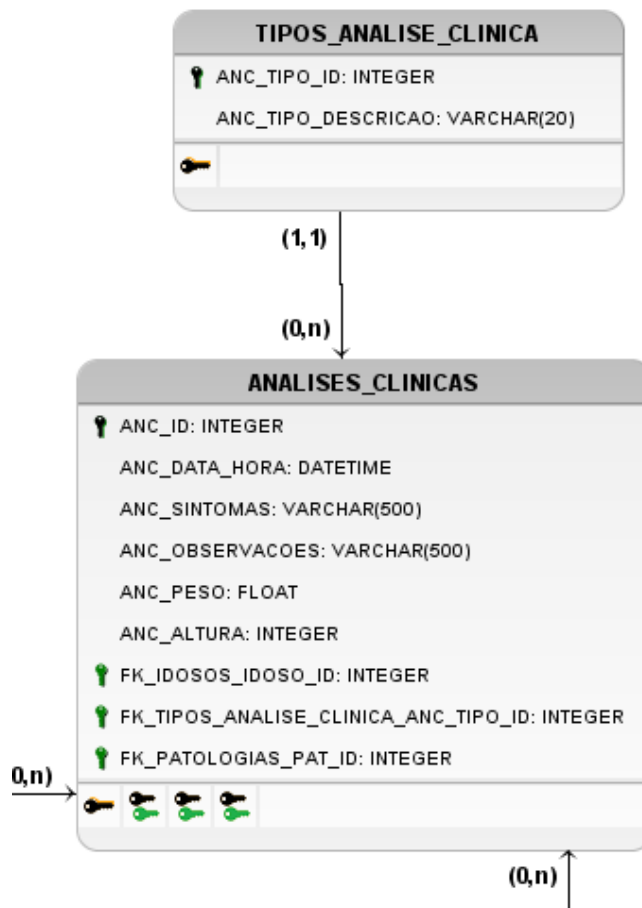 TIPOS_ANALISE_CLINICA
ANC_TIPO_ID: INTEGER
ANC_TIPO_DESCRICAO: VARCHAR(20)
(1,1)
(0,n)
ANALISES_CLINICAS
ANC_ID: INTEGER
ANC_DATA_HORA: DATETIME
ANC_SINTOMAS: VARCHAR(500)
ANC_OBSERVACOES: VARCHAR(500)
ANC_PESO: FLOAT
ANC_ALTURA: INTEGER
FK_IDOSOS_IDOSO_ID: INTEGER
FK_TIPOS_ANALISE_CLINICA_ANC_TIPO_ID: INTEGER
FK_PATOLOGIAS_PAT_ID: INTEGER
0,n)
(0,n)